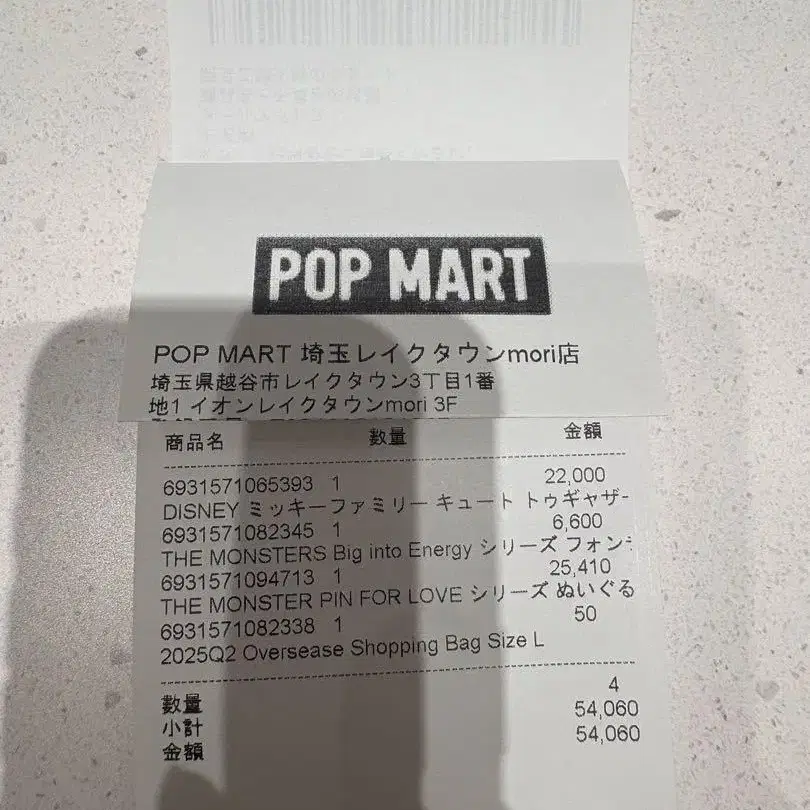 POP MART
POP MART 埼玉レイクタウンmori店
埼玉県越谷市レイクタウン3丁目1番
地1 イオンレイクタウンmori 3F
商品名 数量 金額
6931571065393 1 22,000
DISNEY ミッキーファミリー キュート トゥギャザー
6931571082345 1 6,600
THE MONSTERS Big into Energy シリーズ フォン
6931571094713 1 25,410
THE MONSTER PIN FOR LOVE シリーズ ぬいぐる
6931571082338 1 50
2025Q2 Oversease Shopping Bag Size L
数量 4
小計 54,060
金額 54,060